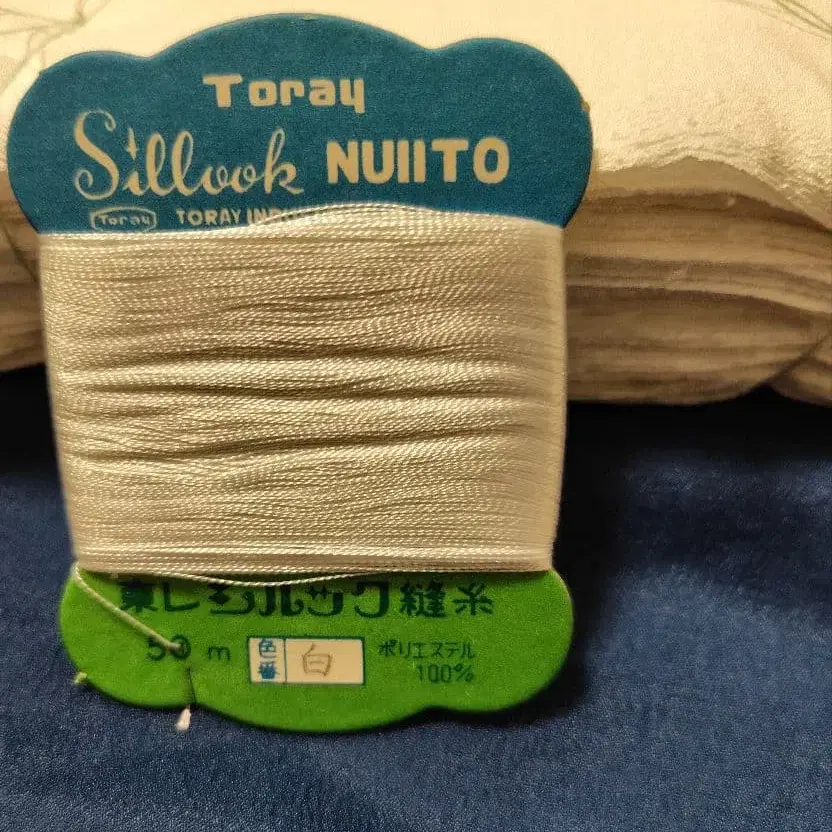 Toray
Sillook NUIITO
Toray TORAY
東レシルック縫糸
50 m 色番 白 ポリエステル
100%